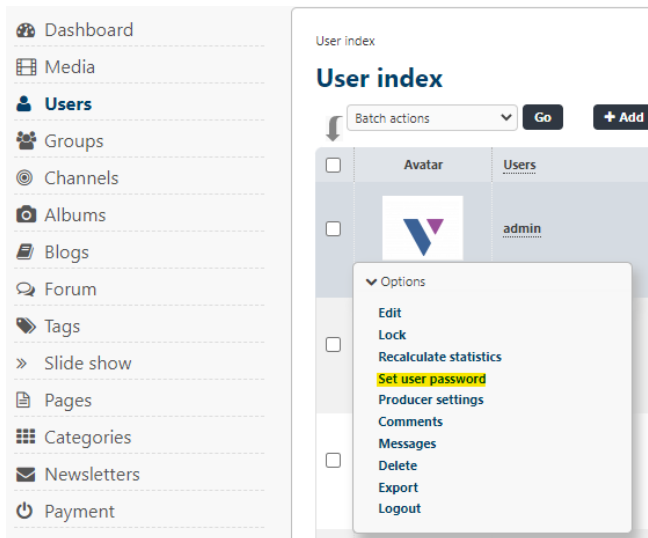 Dashboard
Media
Users
Groups
Channels
Albums
Blogs
Forum
Tags
Slide show
Pages
Categories
Newsletters
Payment
User index
User index
Batch actions
Go
+ Add
Avatar
Users
admin
Options
Edit
Lock
Recalculate statistics
Set user password
Producer settings
Comments
Messages
Delete
Export
Logout